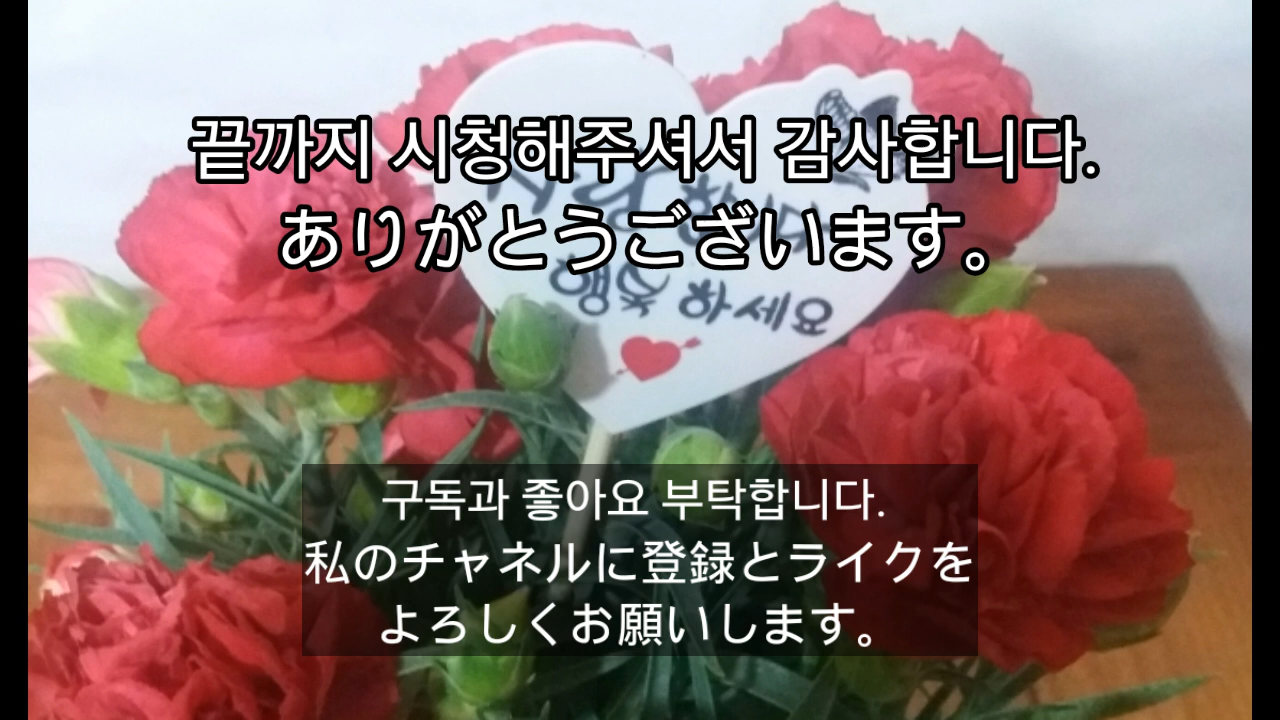 끝까지 시청해주셔서 감사합니다.
ありがとうございます。
행복 하세요
구독과 좋아요 부탁합니다.
私のチャネルに登録とライクを
よろしくお願いします。